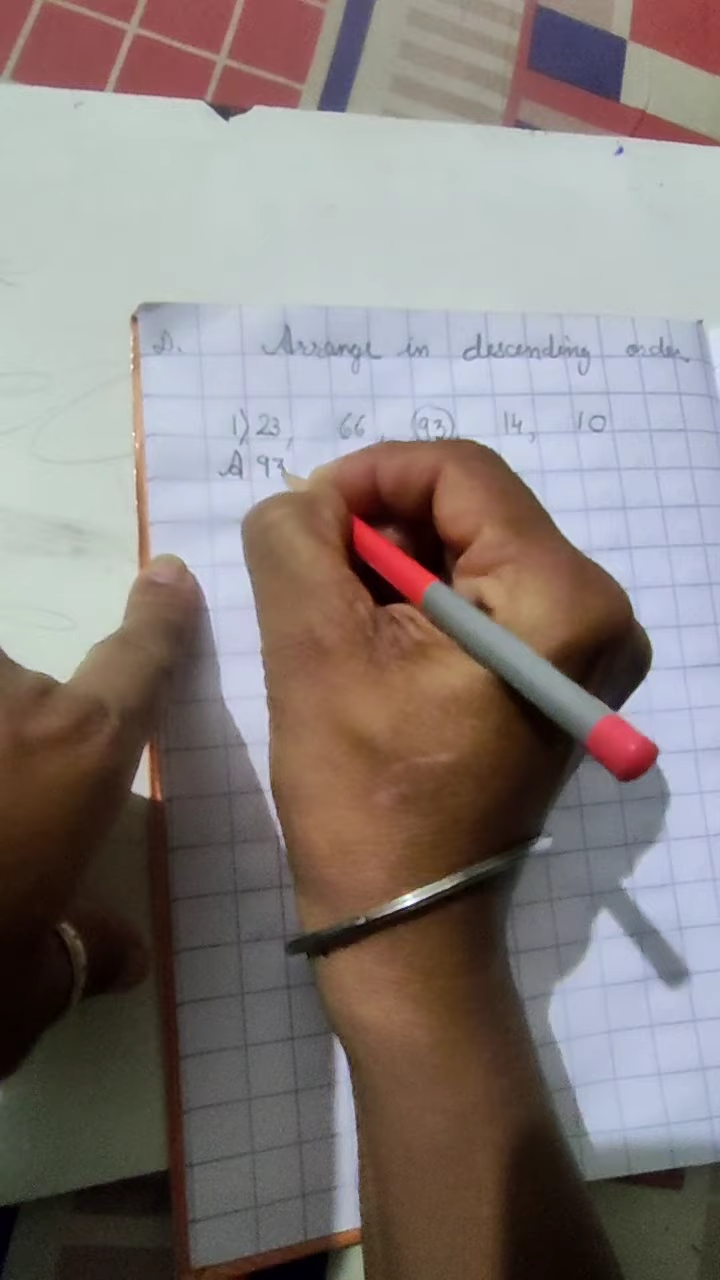 D. Arrange in descending order
1) 23, 66, 93, 14, 10
A 93